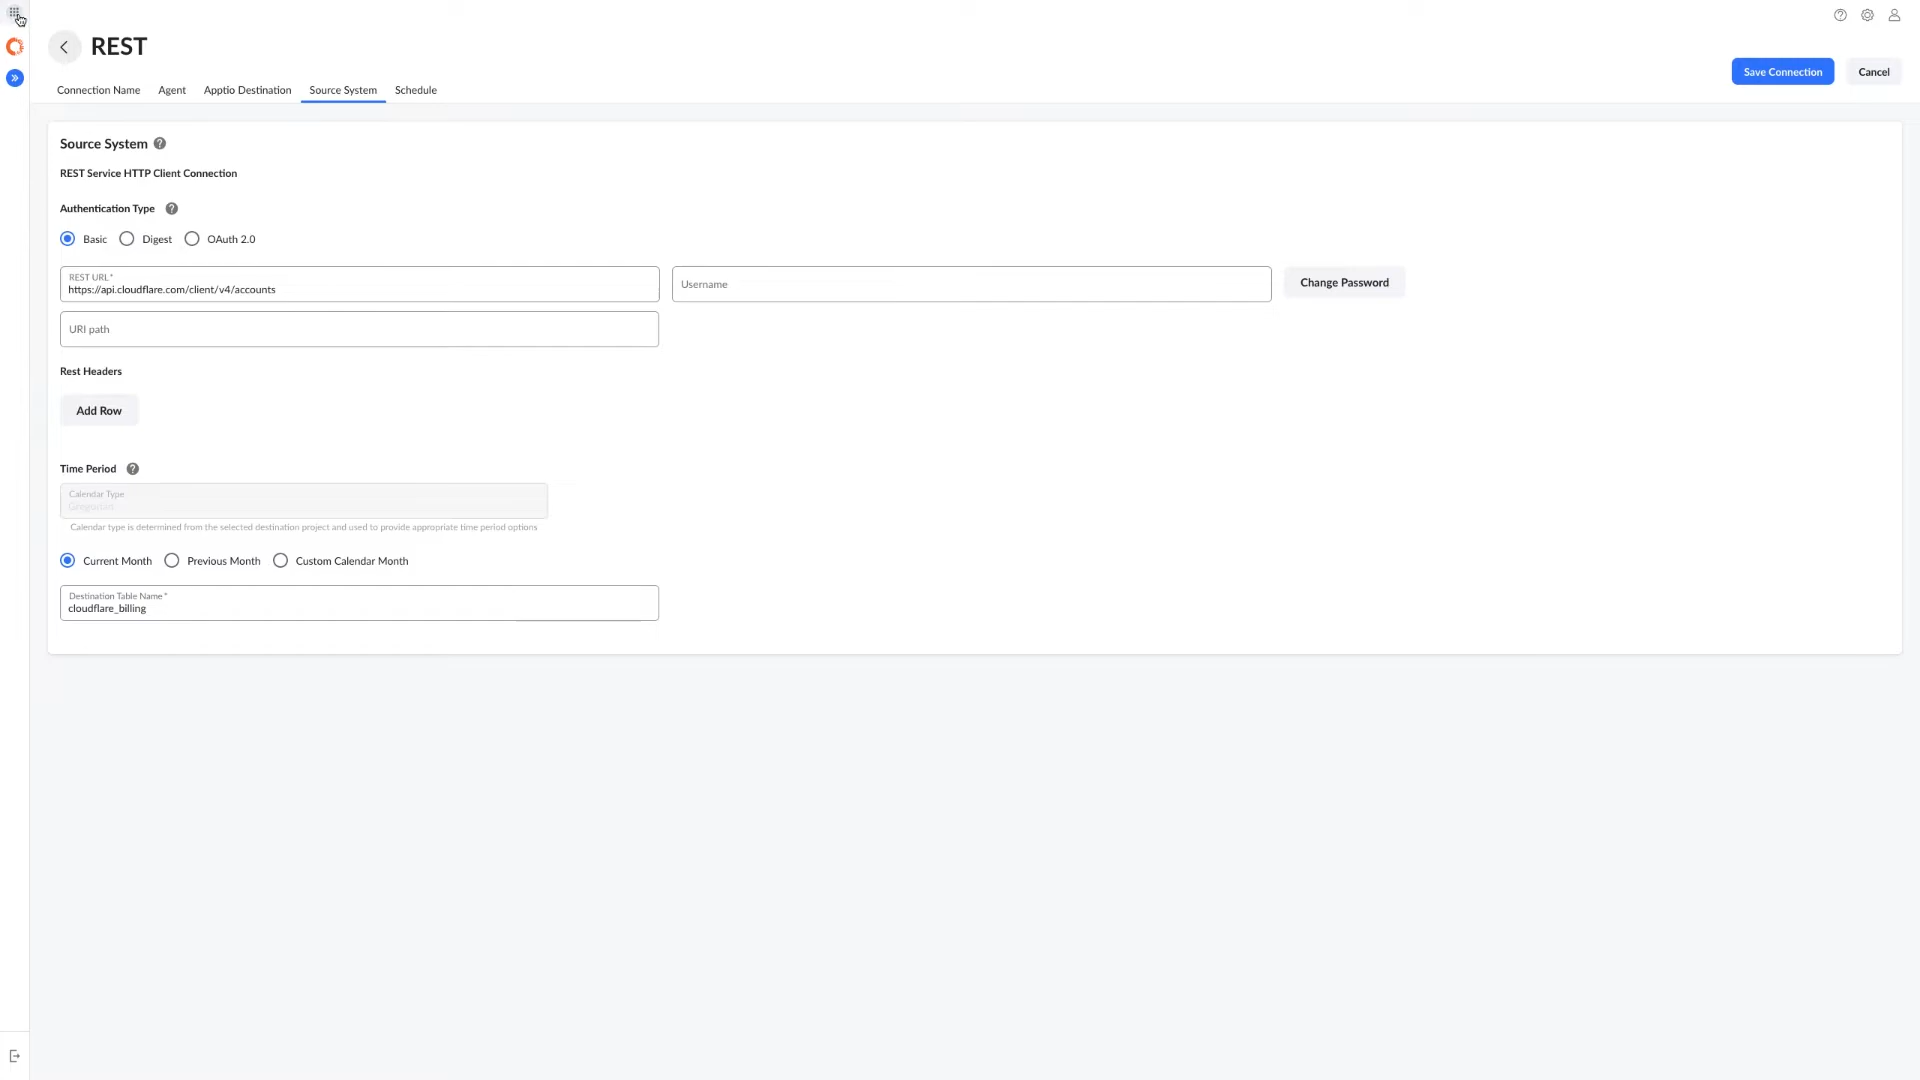 REST
Save Connection
Cancel
Connection Name
Agent
Apptio Destination
Source System
Schedule
Source System
REST Service HTTP Client Connection
Authentication Type
Basic
Digest
OAuth 2.0
REST URL*
https://api.cloudflare.com/client/v4/accounts
Username
Change Password
URI path
Rest Headers
Add Row
Time Period
Calendar Type
Gregorian
Calendar type is determined from the selected destination project and used to provide appropriate time period options
Current Month
Previous Month
Custom Calendar Month
Destination Table Name*
cloudflare_billing